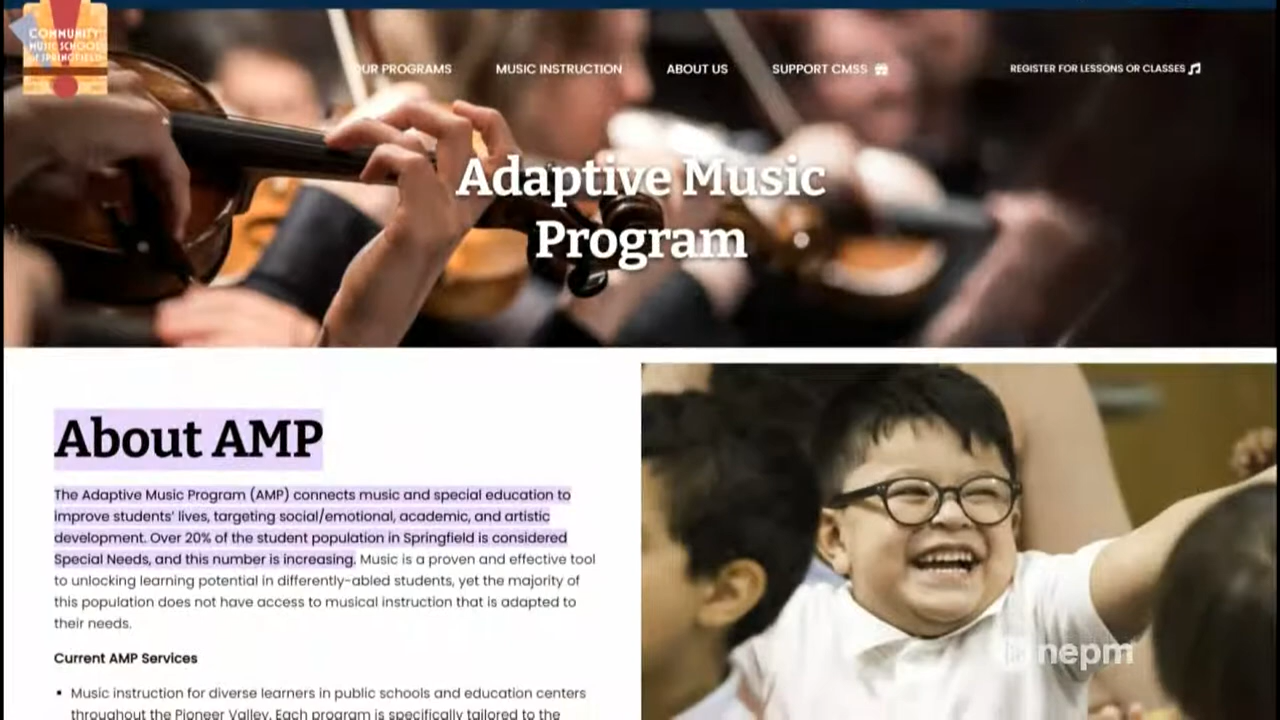 COMMUNITY
MUSIC SCHOOL
OF SPRINGFIELD
OUR PROGRAMS
MUSIC INSTRUCTION
ABOUT US
SUPPORT CMSS
REGISTER FOR LESSONS OR CLASSES
Adaptive Music
Program
About AMP
The Adaptive Music Program (AMP) connects music and special education to
improve students' lives, targeting social/emotional, academic, and artistic
development. Over 20% of the student population in Springfield is considered
Special Needs, and this number is increasing. Music is a proven and effective tool
to unlocking learning potential in differently-abled students, yet the majority of
this population does not have access to musical instruction that is adapted to
their needs.
Current AMP Services
• Music instruction for diverse learners in public schools and education centers
throughout the Pioneer Valley. Each program is specifically tailored to the
nepm